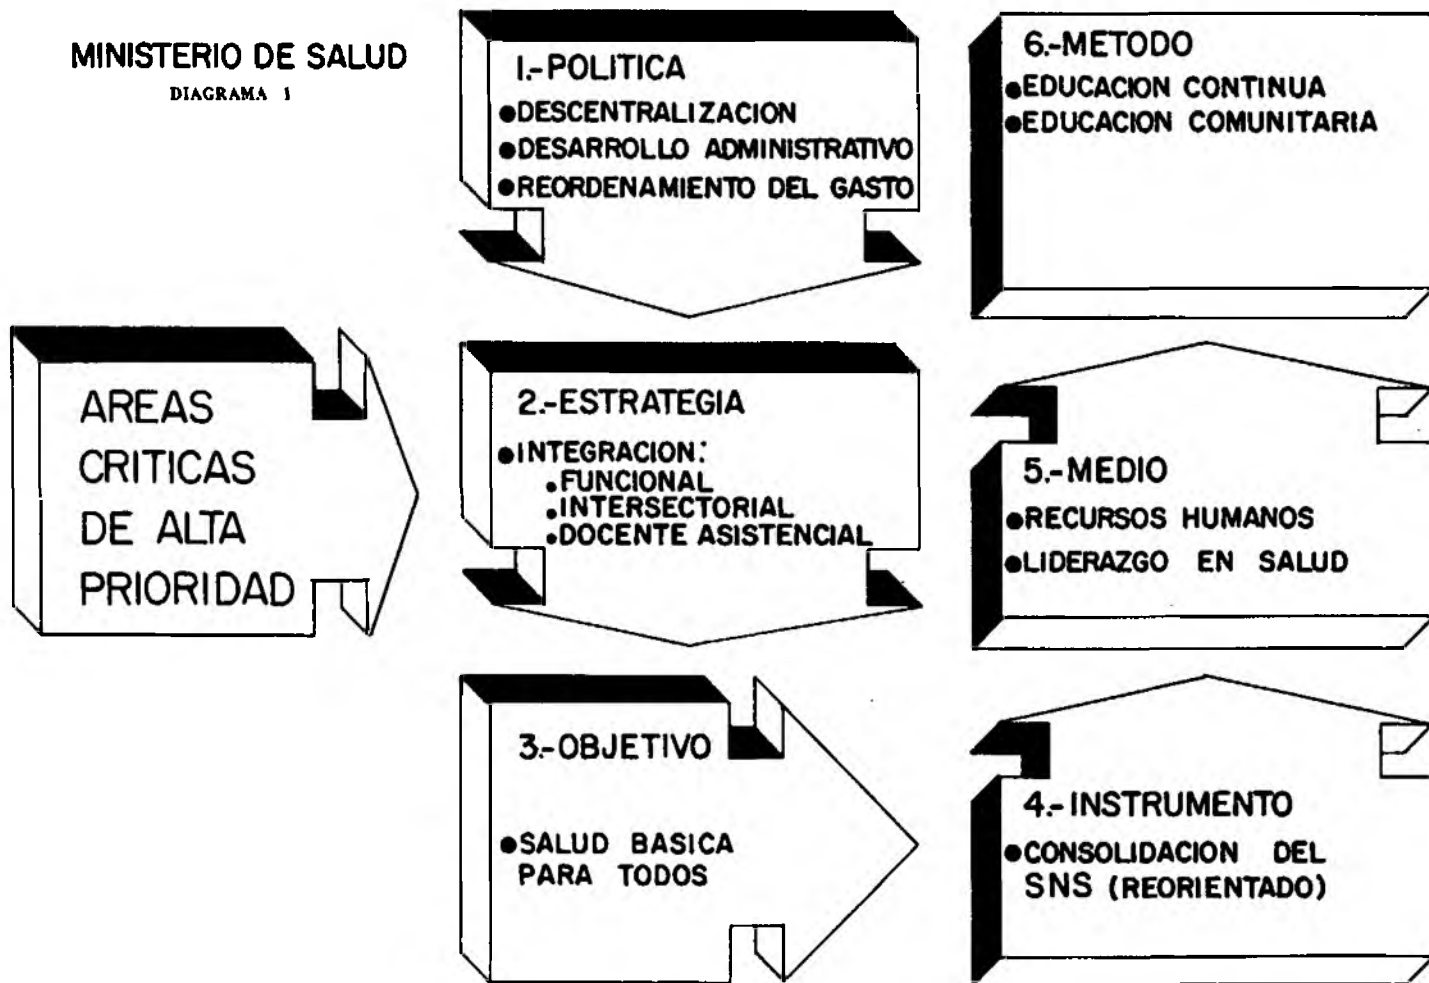 MINISTERIO DE SALUD
DIAGRAMA 1
AREAS
CRITICAS
DE ALTA
PRIORIDAD
1.-POLITICA
●DESCENTRALIZACION
●DESARROLLO ADMINISTRATIVO
●REORDENAMIENTO DEL GASTO
2.-ESTRATEGIA
●INTEGRACION:
•FUNCIONAL
•INTERSECTORIAL
•DOCENTE ASISTENCIAL
3.-OBJETIVO
●SALUD BASICA
PARA TODOS
4.-INSTRUMENTO
●CONSOLIDACION DEL
SNS (REORIENTADO)
5.-MEDIO
●RECURSOS HUMANOS
●LIDERAZGO EN SALUD
6.-METODO
●EDUCACION CONTINUA
●EDUCACION COMUNITARIA